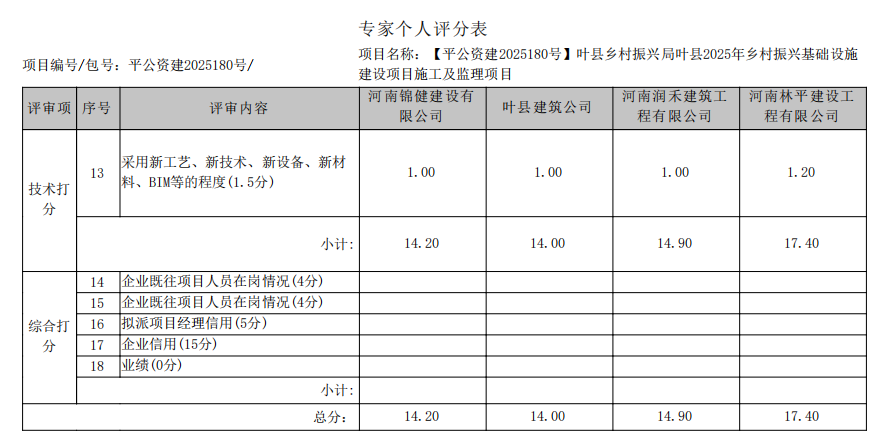 专家个人评分表
项目编号/包号：平公资建2025180号/
项目名称：【平公资建2025180号】叶县乡村振兴局叶县2025年乡村振兴基础设施
建设项目施工及监理项目
评审项 序号 评审内容 河南锦健建设有限公司 叶县建筑公司 河南润禾建筑工程有限公司 河南林平建设工程有限公司
技术打分
13 采用新工艺、新技术、新设备、新材
料、BIM等的程度(1.5分) 1.00 1.00 1.00 1.20
小计: 14.20 14.00 14.90 17.40
综合打分
14 企业既往项目人员在岗情况(4分)
15 企业既往项目人员在岗情况(4分)
16 拟派项目经理信用(5分)
17 企业信用(15分)
18 业绩(0分)
小计:
总分: 14.20 14.00 14.90 17.40